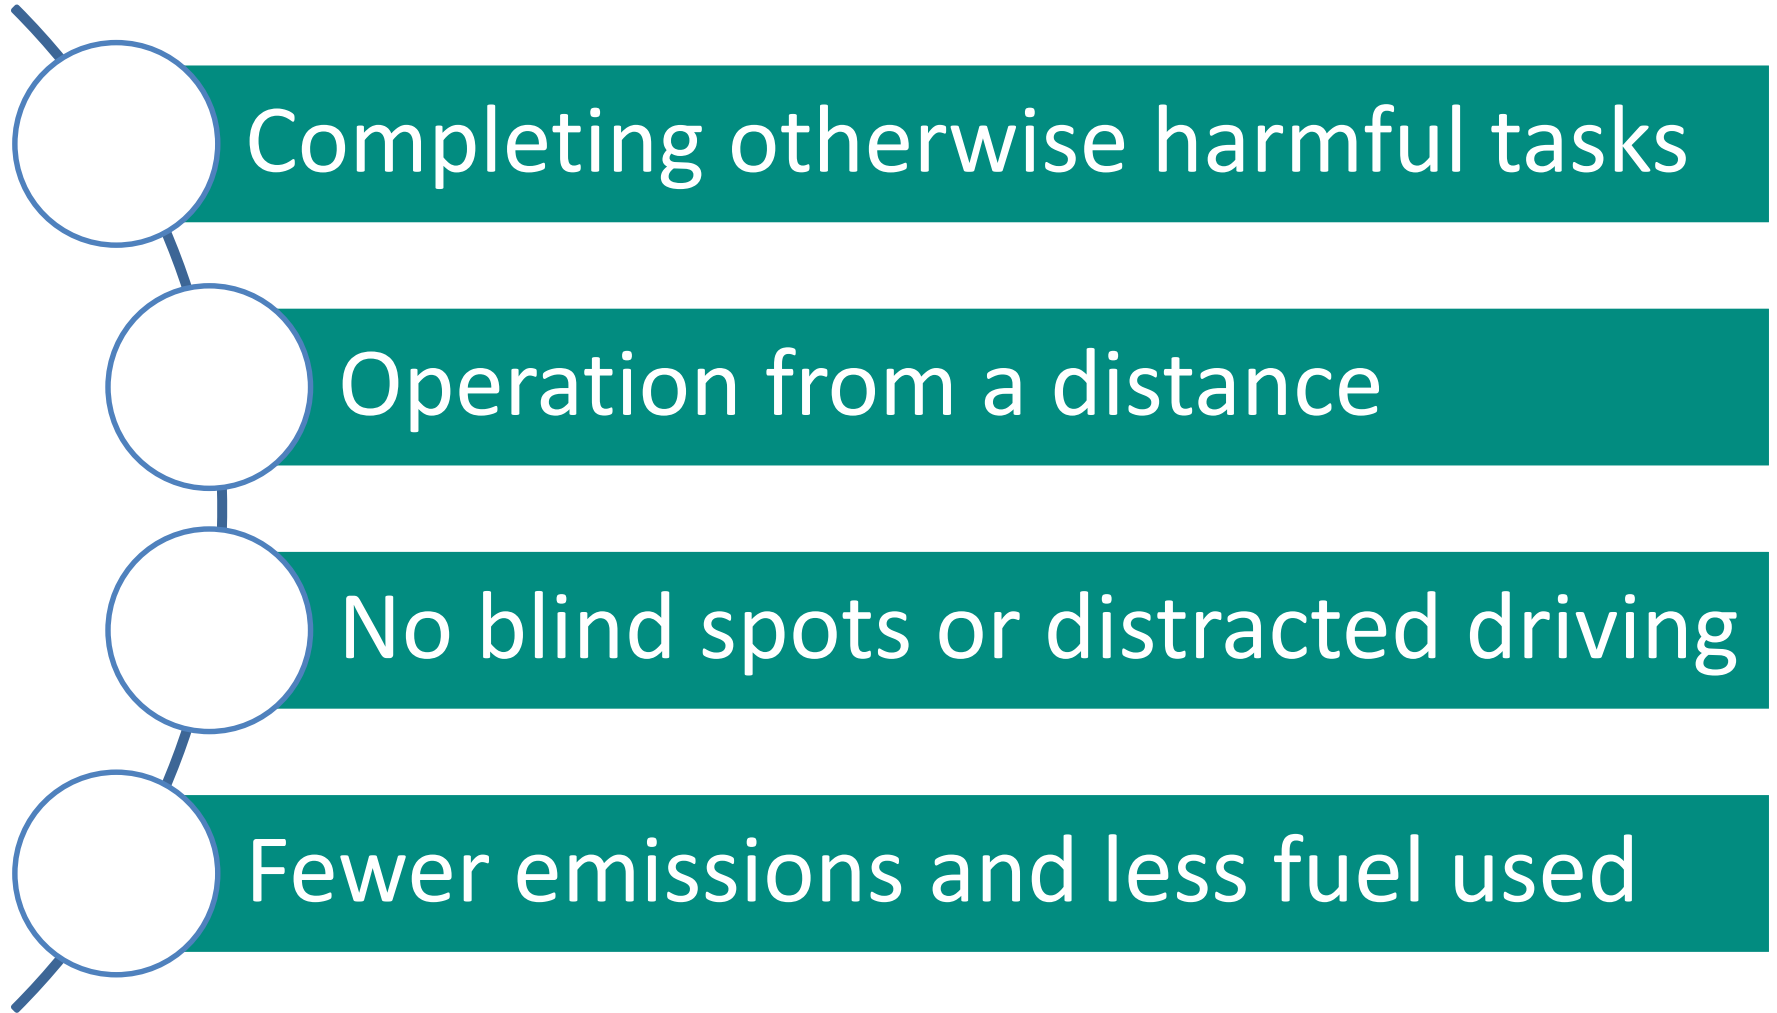 Completing otherwise harmful tasks
Operation from a distance
No blind spots or distracted driving
Fewer emissions and less fuel used